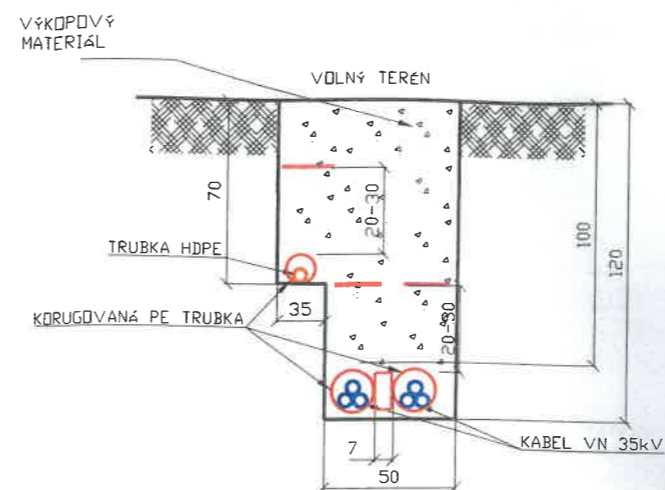 VÝKOPOVÝ
MATERIÁL
VOLNÝ TERÉN
70
20-30
100
120
TRUBKA HDPE
35
KORUGOVANÁ PE TRUBKA
20-30
KABEL VN 35kV
7
50